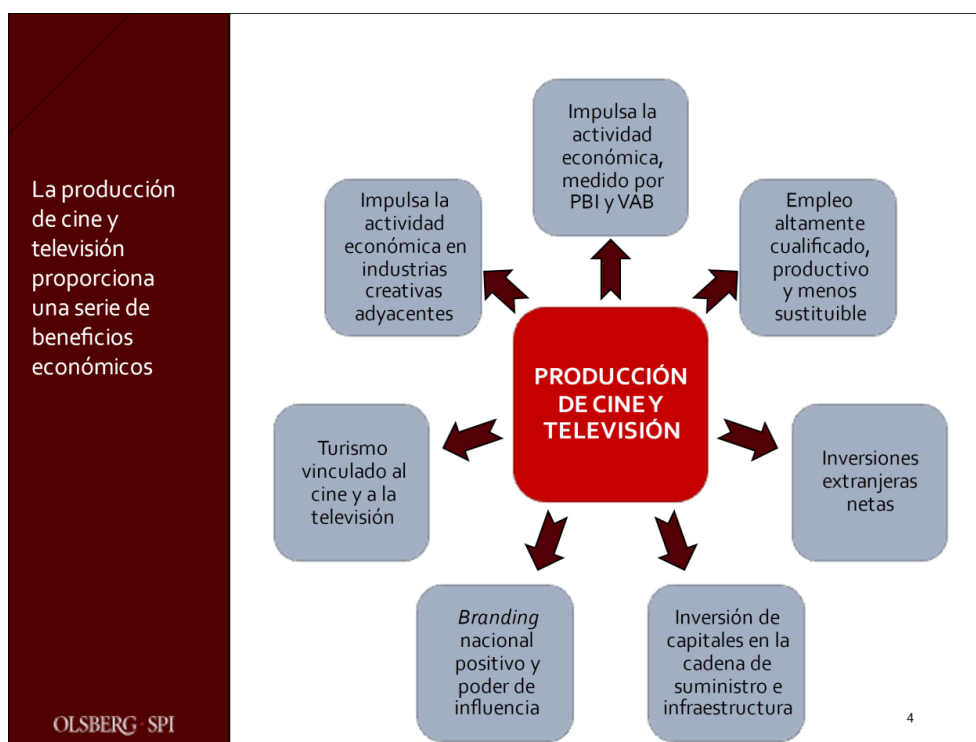 La producción
de cine y
televisión
proporciona
una serie de
beneficios
económicos
Impulsa la
actividad
económica,
medido por
PBI y VAB
Empleo
altamente
cualificado,
productivo
y menos
sustituible
Inversiones
extranjeras
netas
Inversión de
capitales en la
cadena de
suministro e
infraestructura
Branding
nacional
positivo y
poder de
influencia
Turismo
vinculado al
cine y a la
televisión
Impulsa la
actividad
económica en
industrias
creativas
adyacentes
PRODUCCIÓN
DE CINE Y
TELEVISIÓN
OLSBERG·SPI
4